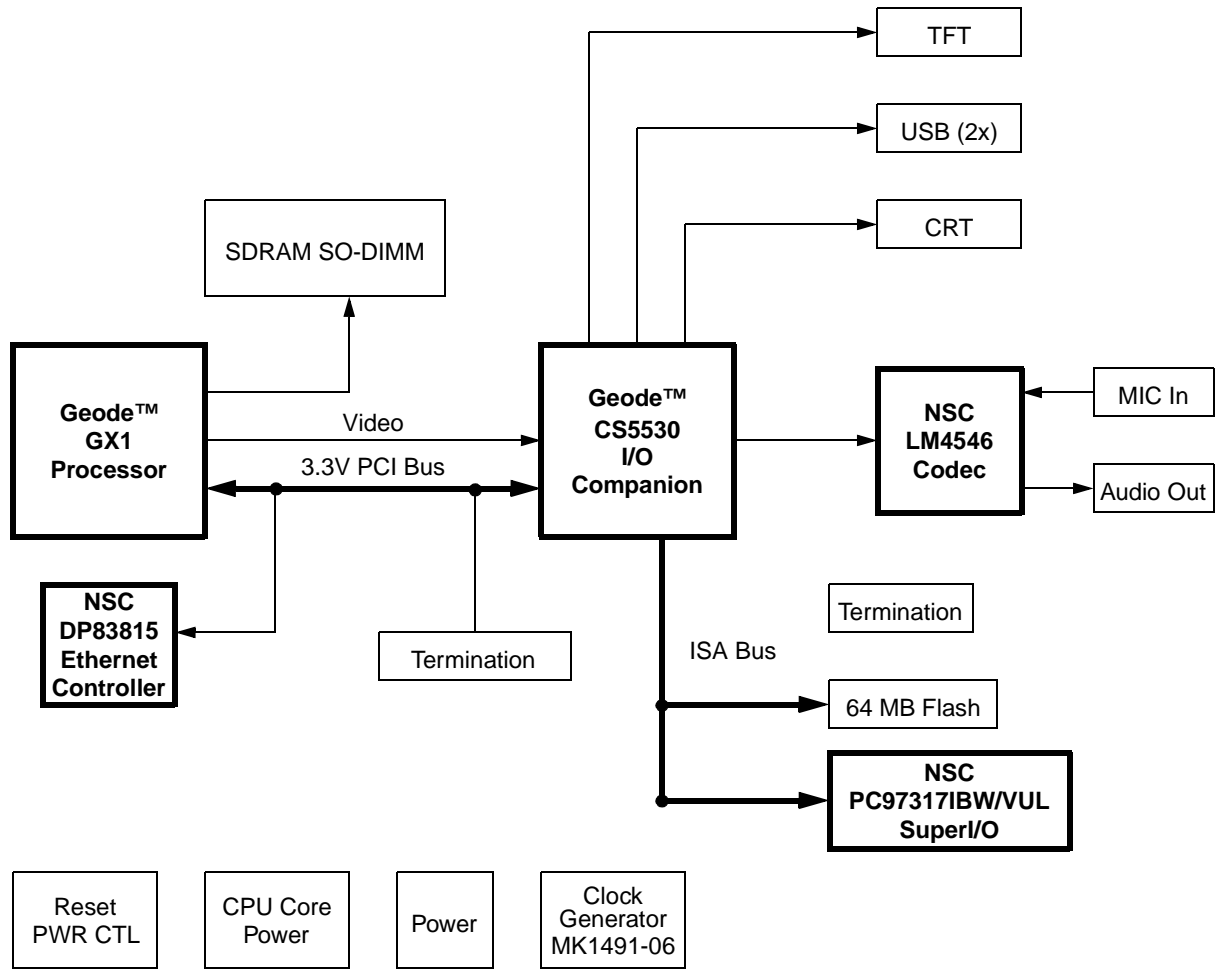 TFT
USB (2x)
CRT
SDRAM SO-DIMM
Geode™
GX1
Processor
Video
3.3V PCI Bus
Geode™
CS5530
I/O
Companion
NSC
LM4546
Codec
MIC In
Audio Out
NSC
DP83815
Ethernet
Controller
Termination
Termination
ISA Bus
64 MB Flash
NSC
PC97317IBW/VUL
SuperI/O
Reset
PWR CTL
CPU Core
Power
Power
Clock
Generator
MK1491-06